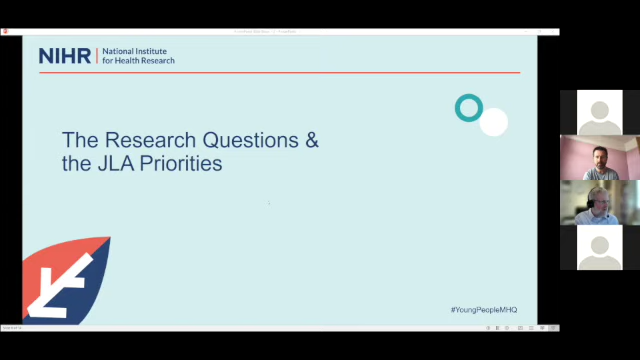 NIHR | National Institute
for Health Research
The Research Questions &
the JLA Priorities
#YoungPeopleMHQ